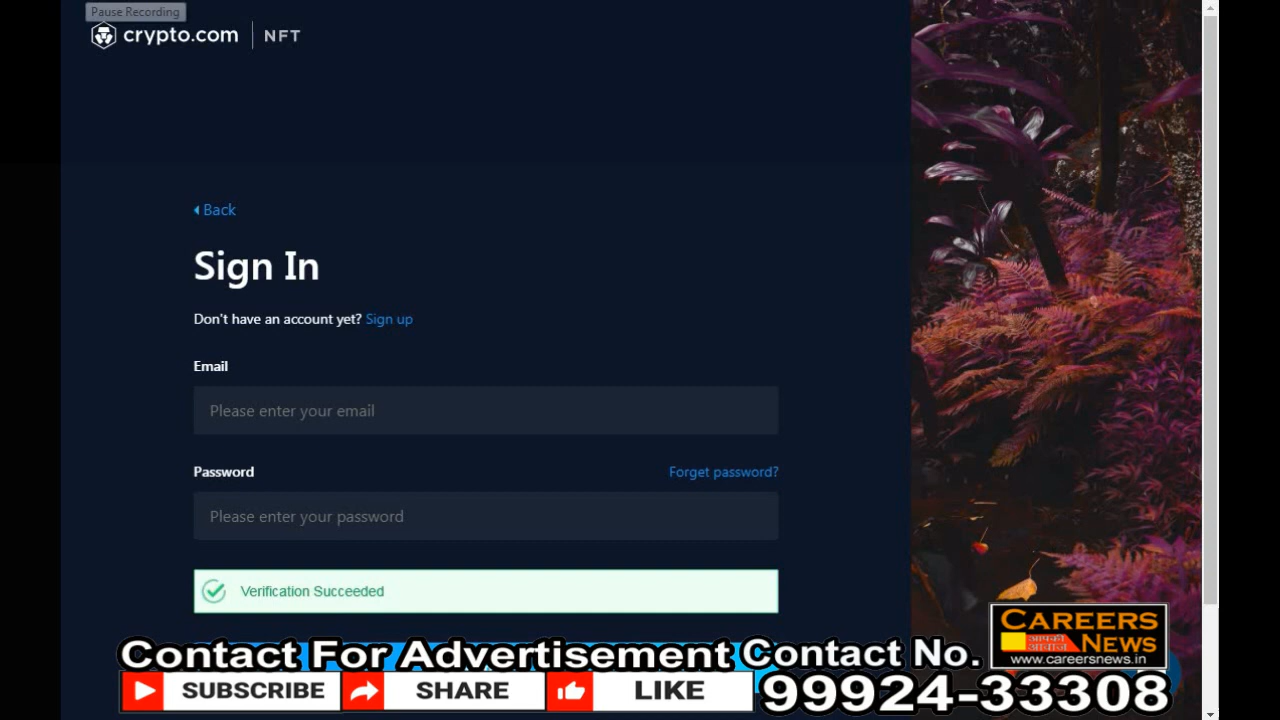 Pause Recording
crypto.com | NFT
Back
Sign In
Don't have an account yet? Sign up
Email
Please enter your email
Password Forget password?
Please enter your password
Verification Succeeded
CAREERS
आपकी
आवाज़
NEWS
www.careersnews.in
Contact For Advertisement Contact No.
SUBSCRIBE SHARE LIKE 99924-33308